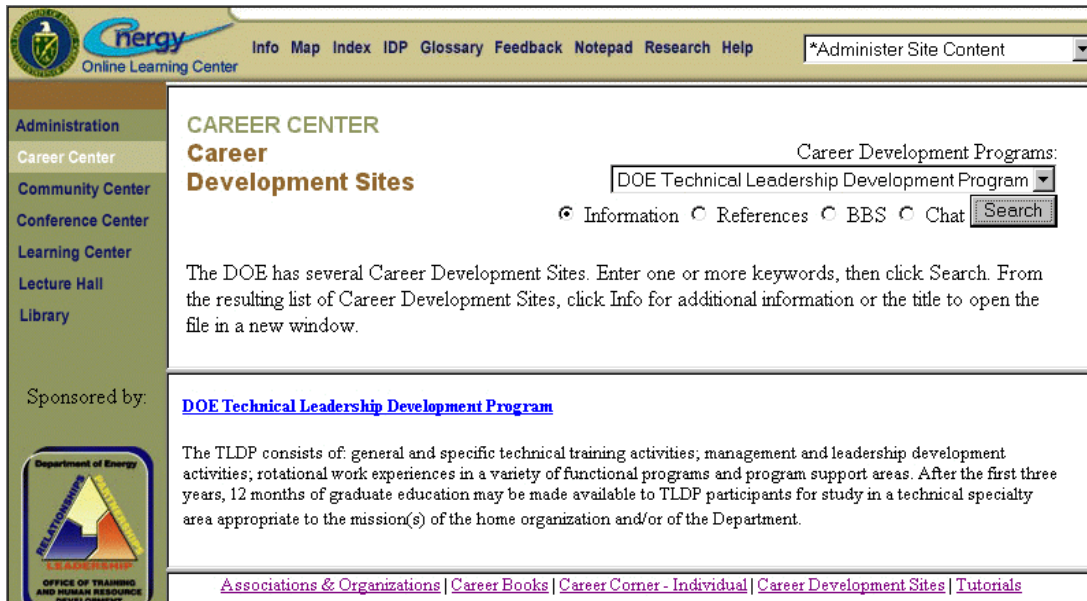 energy
Online Learning Center
Info Map Index IDP Glossary Feedback Notepad Research Help
*Administer Site Content
Administration
Career Center
Community Center
Conference Center
Learning Center
Lecture Hall
Library
Sponsored by:
Department of Energy
RELATIONSHIPS
PARTNERSHIPS
LEADERSHIP
OFFICE OF TRAINING
AND HUMAN RESOURCE
DEVELOPMENT
CAREER CENTER
Career
Development Sites
Career Development Programs:
DOE Technical Leadership Development Program
Information References BBS Chat Search
The DOE has several Career Development Sites. Enter one or more keywords, then click Search. From
the resulting list of Career Development Sites, click Info for additional information or the title to open the
file in a new window.
DOE Technical Leadership Development Program
The TLDP consists of: general and specific technical training activities; management and leadership development
activities; rotational work experiences in a variety of functional programs and program support areas. After the first three
years, 12 months of graduate education may be made available to TLDP participants for study in a technical specialty
area appropriate to the mission(s) of the home organization and/or of the Department.
Associations & Organizations | Career Books | Career Corner - Individual | Career Development Sites | Tutorials